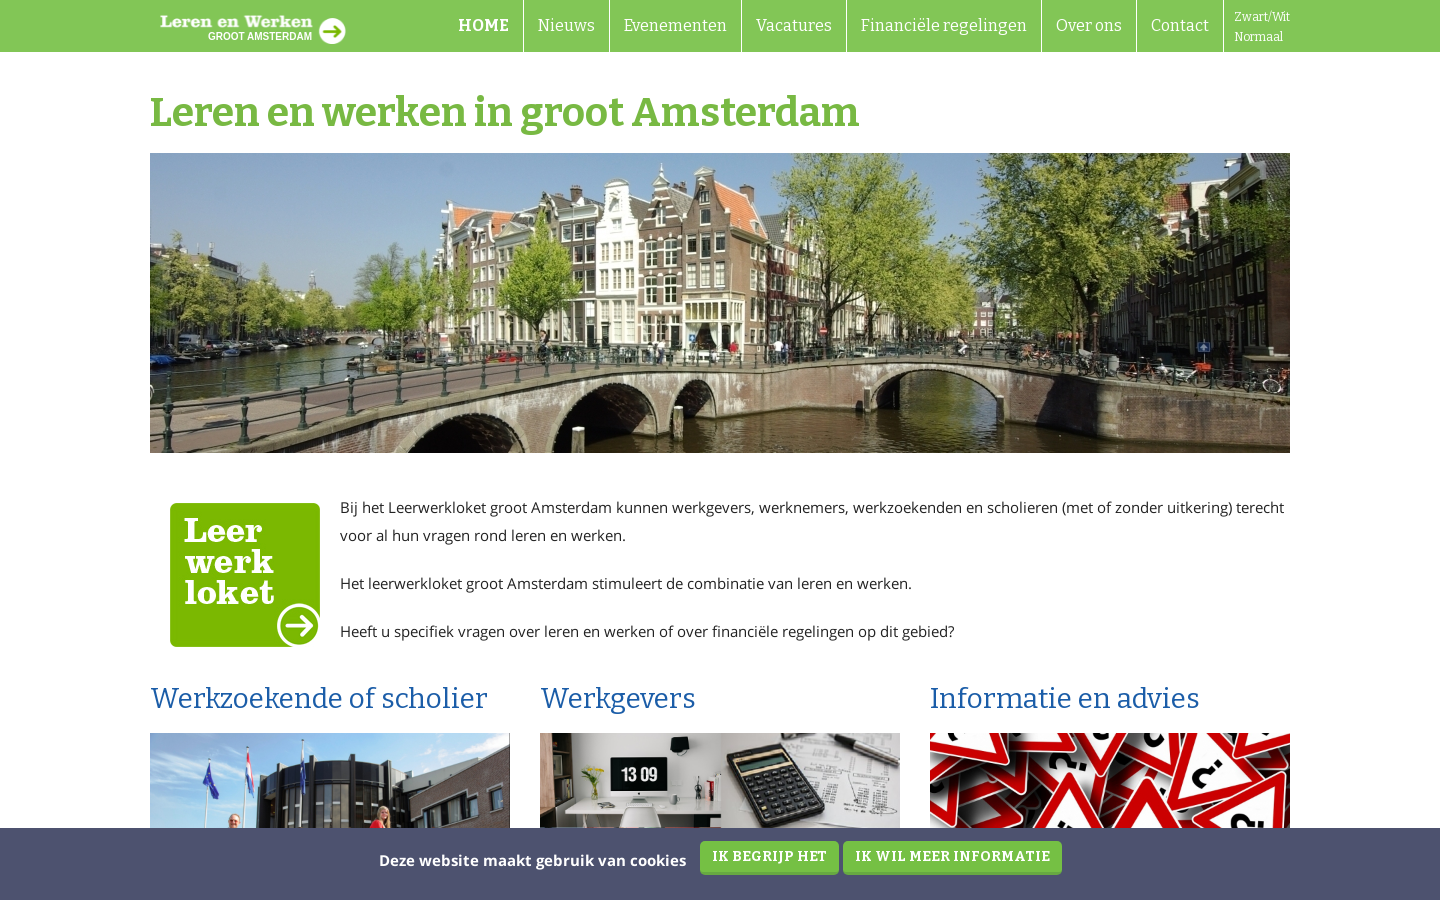 Leren en Werken
GROOT AMSTERDAM
HOME
Nieuws
Evenementen
Vacatures
Financiële regelingen
Over ons
Contact
Zwart/Wit
Normaal
Leren en werken in groot Amsterdam
Leer
werk
loket
Bij het Leerwerkloket groot Amsterdam kunnen werkgevers, werknemers, werkzoekenden en scholieren (met of zonder uitkering) terecht
voor al hun vragen rond leren en werken.
Het leerwerkloket groot Amsterdam stimuleert de combinatie van leren en werken.
Heeft u specifiek vragen over leren en werken of over financiële regelingen op dit gebied?
Werkzoekende of scholier
Werkgevers
Informatie en advies
13 09
Deze website maakt gebruik van cookies
IK BEGRIJP HET
IK WIL MEER INFORMATIE